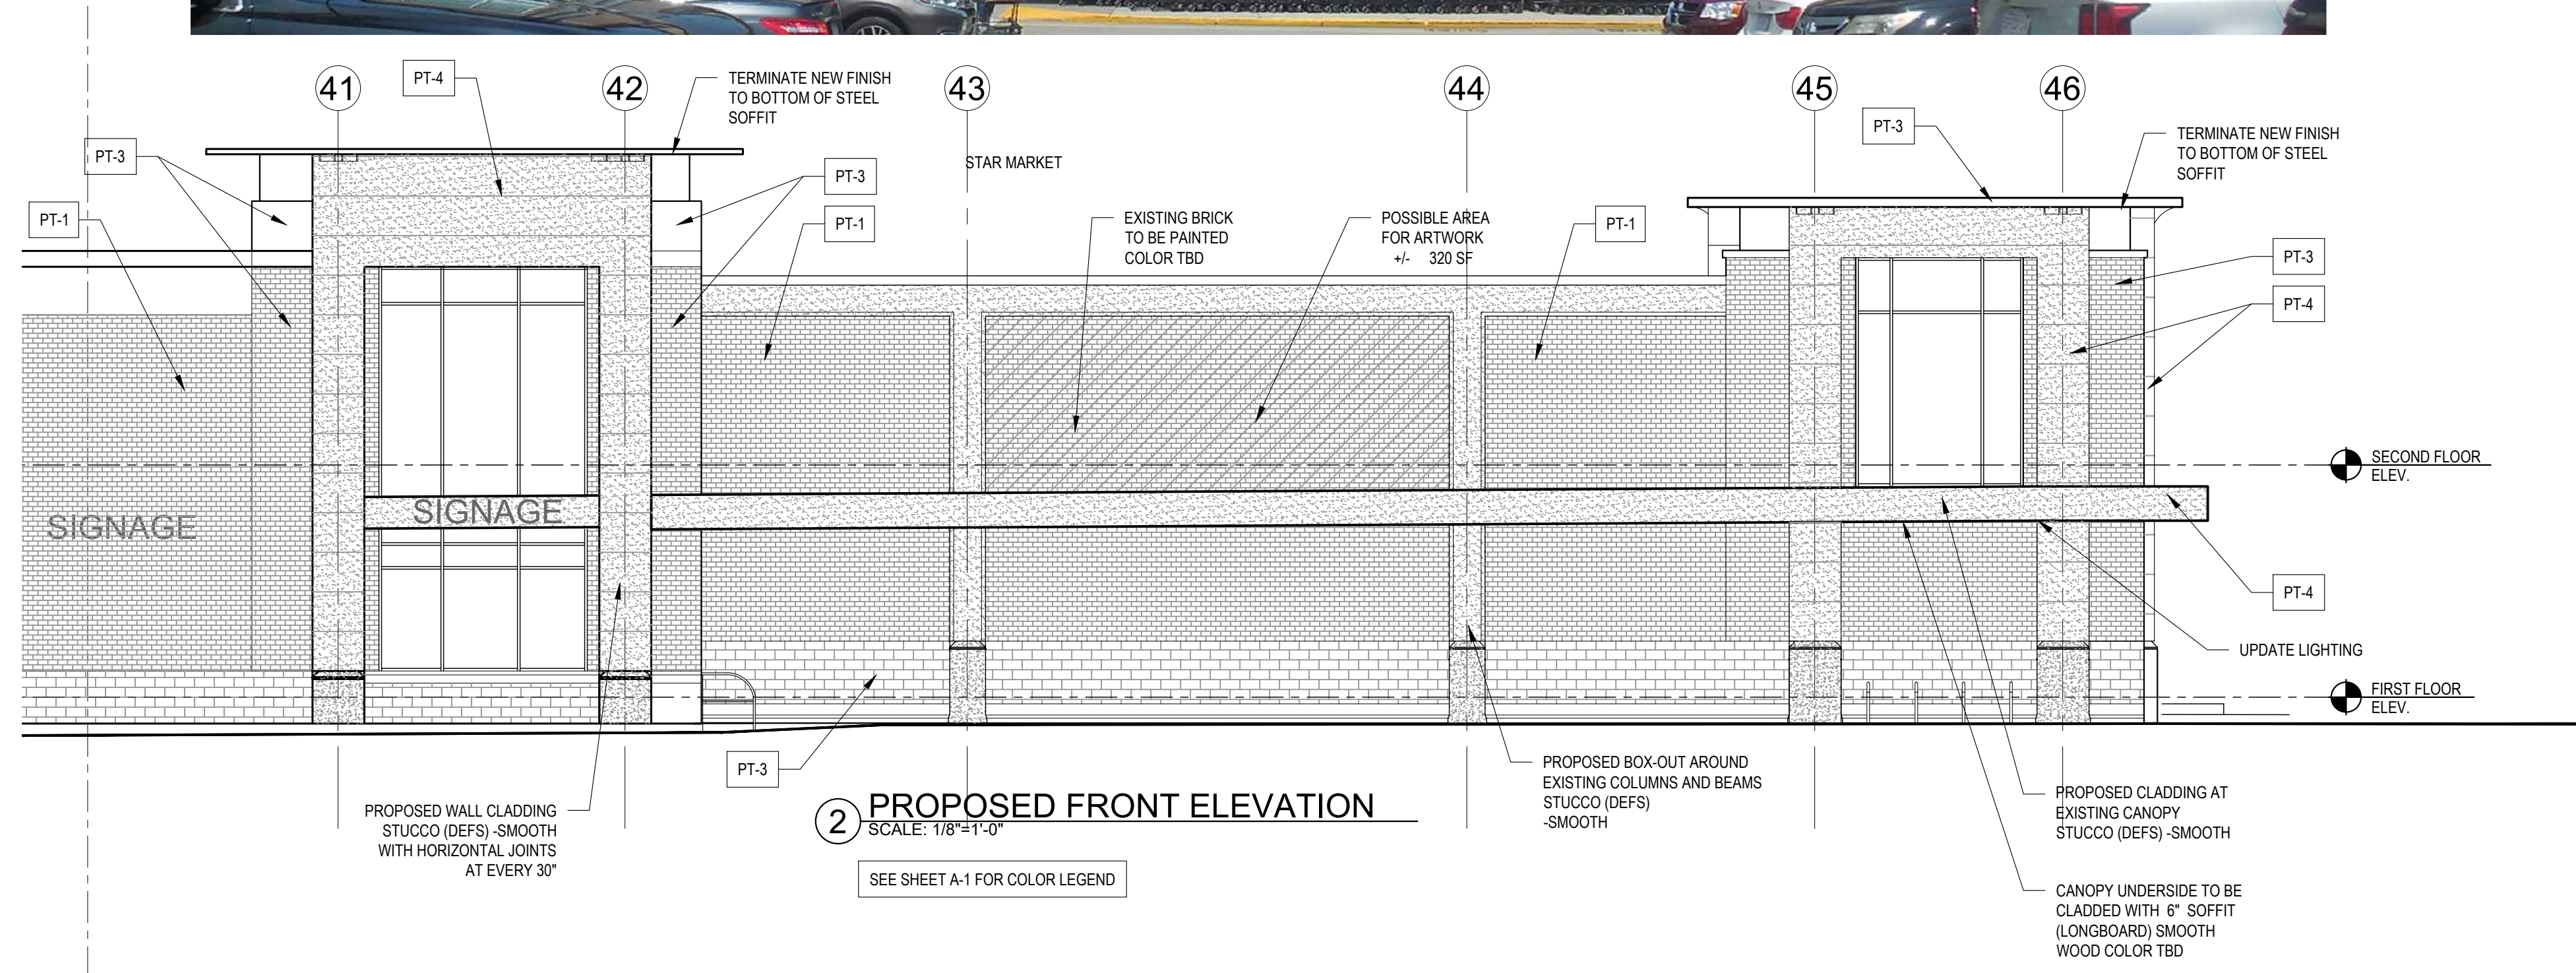 41
PT-4
42
TERMINATE NEW FINISH
TO BOTTOM OF STEEL
SOFFIT
43
44
45
46
PT-3
TERMINATE NEW FINISH
TO BOTTOM OF STEEL
SOFFIT
PT-3
STAR MARKET
PT-3
PT-1
PT-1
EXISTING BRICK
TO BE PAINTED
COLOR TBD
POSSIBLE AREA
FOR ARTWORK
+/- 320 SF
PT-1
PT-3
PT-4
SECOND FLOOR
ELEV.
SIGNAGE
SIGNAGE
PT-4
UPDATE LIGHTING
FIRST FLOOR
ELEV.
PT-3
PROPOSED WALL CLADDING
STUCCO (DEFS) -SMOOTH
WITH HORIZONTAL JOINTS
AT EVERY 30"
2
PROPOSED FRONT ELEVATION
SCALE: 1/8"=1'-0"
SEE SHEET A-1 FOR COLOR LEGEND
PROPOSED BOX-OUT AROUND
EXISTING COLUMNS AND BEAMS
STUCCO (DEFS)
-SMOOTH
PROPOSED CLADDING AT
EXISTING CANOPY
STUCCO (DEFS) -SMOOTH
CANOPY UNDERSIDE TO BE
CLADDED WITH 6" SOFFIT
(LONGBOARD) SMOOTH
WOOD COLOR TBD